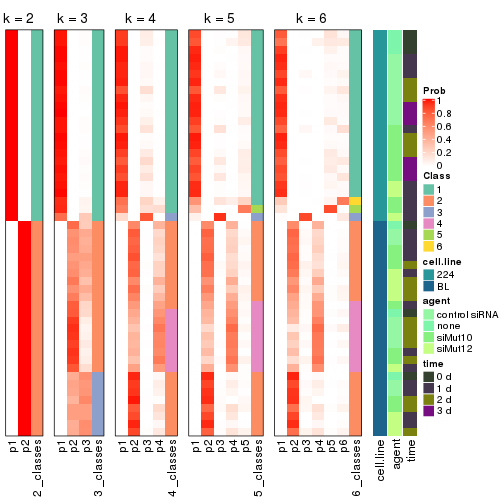 k = 2
k = 3
k = 4
k = 5
k = 6
Prob
1
0.8
0.6
0.4
0.2
0
Class
1
2
3
4
5
6
cell.line
224
BL
agent
control siRNA
none
siMut10
siMut12
time
0 d
1 d
2 d
3 d
p1
p2
2_classes
p1
p2
p3
3_classes
p1
p2
p3
p4
4_classes
p1
p2
p3
p4
p5
5_classes
p1
p2
p3
p4
p5
p6
6_classes
cell.line
agent
time